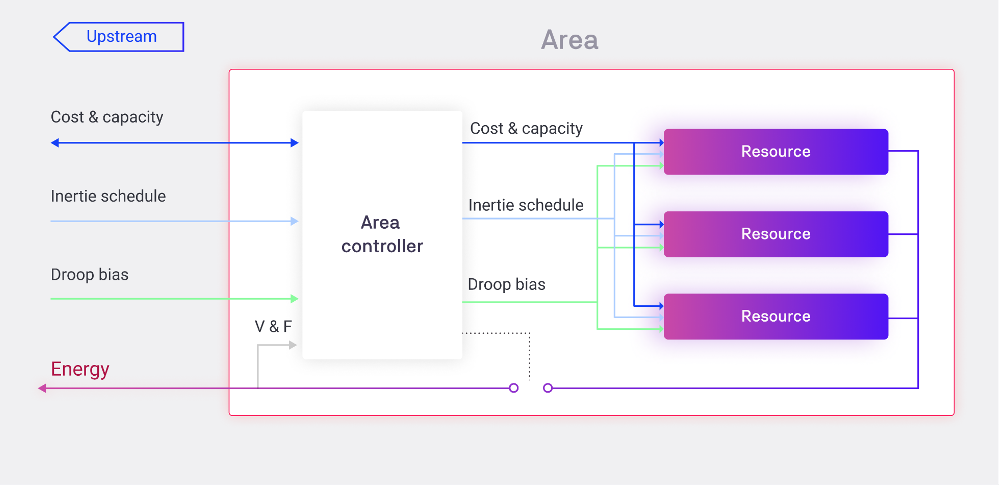 Upstream
Area
Cost & capacity
Inertie schedule
Droop bias
V & F
Energy
Area
controller
Cost & capacity
Inertie schedule
Droop bias
Resource
Resource
Resource